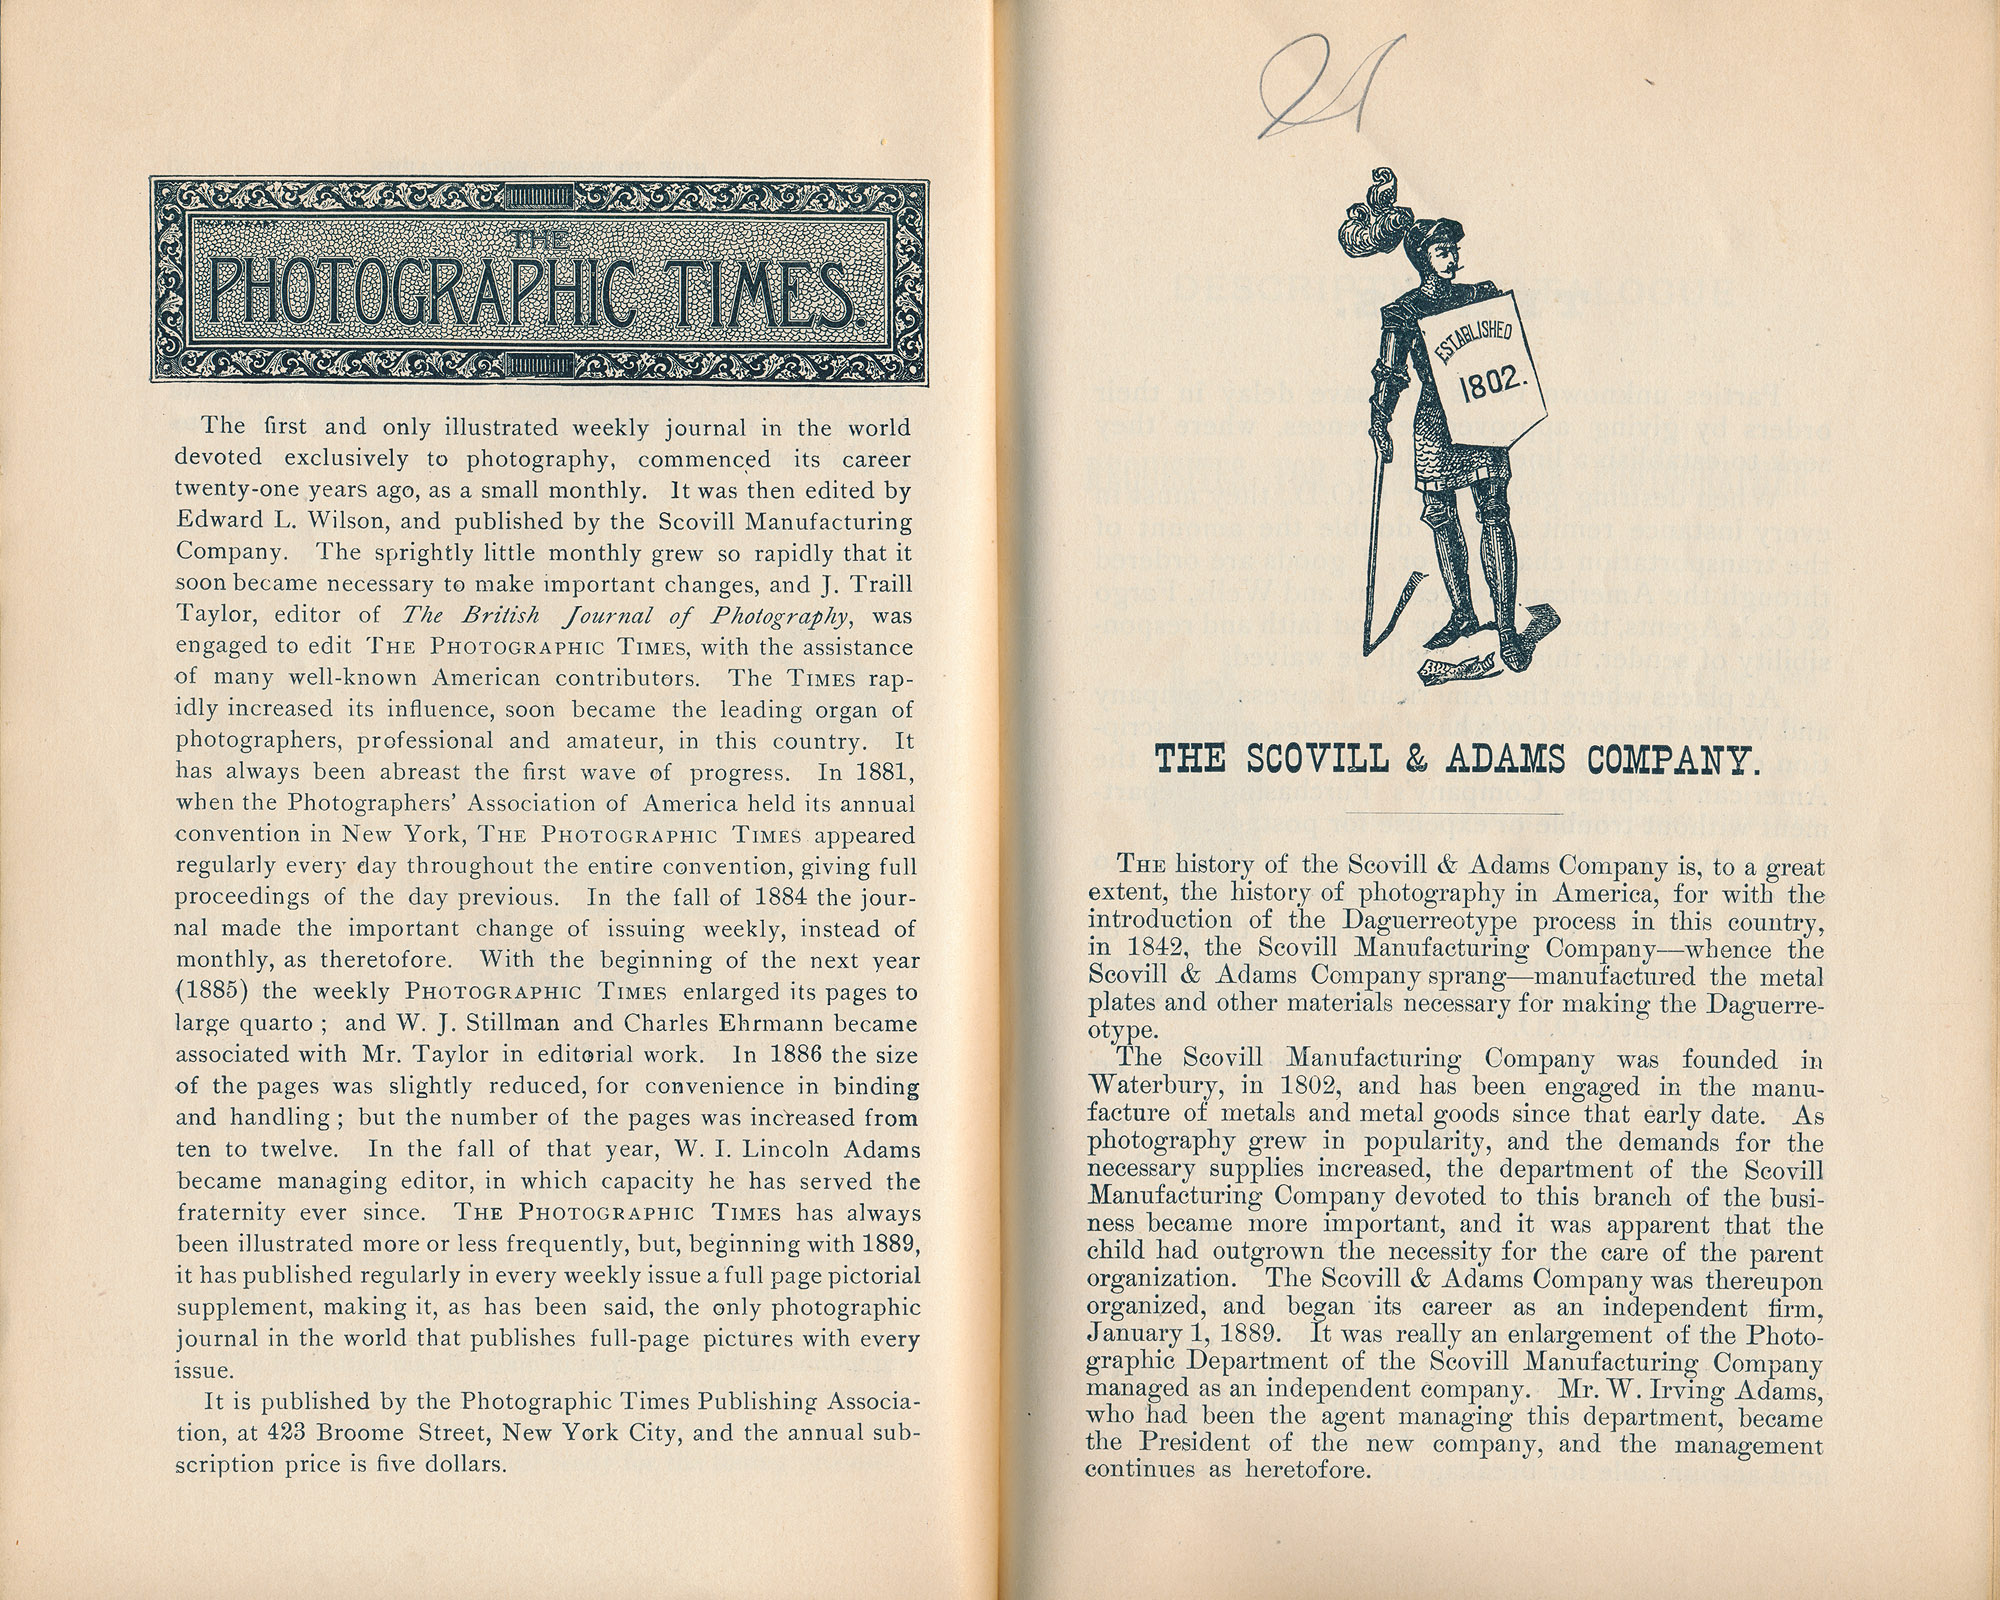 THE
PHOTOGRAPHIC TIMES.
The first and only illustrated weekly journal in the world
devoted exclusively to photography, commenced its career
twenty-one years ago, as a small monthly. It was then edited by
Edward L. Wilson, and published by the Scovill Manufacturing
Company. The sprightly little monthly grew so rapidly that it
soon became necessary to make important changes, and J. Traill
Taylor, editor of The British Journal of Photography, was
engaged to edit THE PHOTOGRAPHIC TIMES, with the assistance
of many well-known American contributors. The TIMES rap-
idly increased its influence, soon became the leading organ of
photographers, professional and amateur, in this country. It
has always been abreast the first wave of progress. In 1881,
when the Photographers' Association of America held its annual
convention in New York, THE PHOTOGRAPHIC TIMES appeared
regularly every day throughout the entire convention, giving full
proceedings of the day previous. In the fall of 1884 the jour-
nal made the important change of issuing weekly, instead of
monthly, as theretofore. With the beginning of the next year
(1885) the weekly PHOTOGRAPHIC TIMES enlarged its pages to
large quarto ; and W. J. Stillman and Charles Ehrmann became
associated with Mr. Taylor in editorial work. In 1886 the size
of the pages was slightly reduced, for convenience in binding
and handling ; but the number of the pages was increased from
ten to twelve. In the fall of that year, W. I. Lincoln Adams
became managing editor, in which capacity he has served the
fraternity ever since. THE PHOTOGRAPHIC TIMES has always
been illustrated more or less frequently, but, beginning with 1889,
it has published regularly in every weekly issue a full page pictorial
supplement, making it, as has been said, the only photographic
journal in the world that publishes full-page pictures with every
issue.
It is published by the Photographic Times Publishing Associa-
tion, at 423 Broome Street, New York City, and the annual sub-
scription price is five dollars.
ESTABLISHED
1802.
THE SCOVILL & ADAMS COMPANY.
THE history of the Scovill & Adams Company is, to a great
extent, the history of photography in America, for with the
introduction of the Daguerreotype process in this country,
in 1842, the Scovill Manufacturing Company—whence the
Scovill & Adams Company sprang—manufactured the metal
plates and other materials necessary for making the Daguerre-
otype.
The Scovill Manufacturing Company was founded in
Waterbury, in 1802, and has been engaged in the manu-
facture of metals and metal goods since that early date. As
photography grew in popularity, and the demands for the
necessary supplies increased, the department of the Scovill
Manufacturing Company devoted to this branch of the busi-
ness became more important, and it was apparent that the
child had outgrown the necessity for the care of the parent
organization. The Scovill & Adams Company was thereupon
organized, and began its career as an independent firm,
January 1, 1889. It was really an enlargement of the Photo-
graphic Department of the Scovill Manufacturing Company
managed as an independent company. Mr. W. Irving Adams,
who had been the agent managing this department, became
the President of the new company, and the management
continues as heretofore.